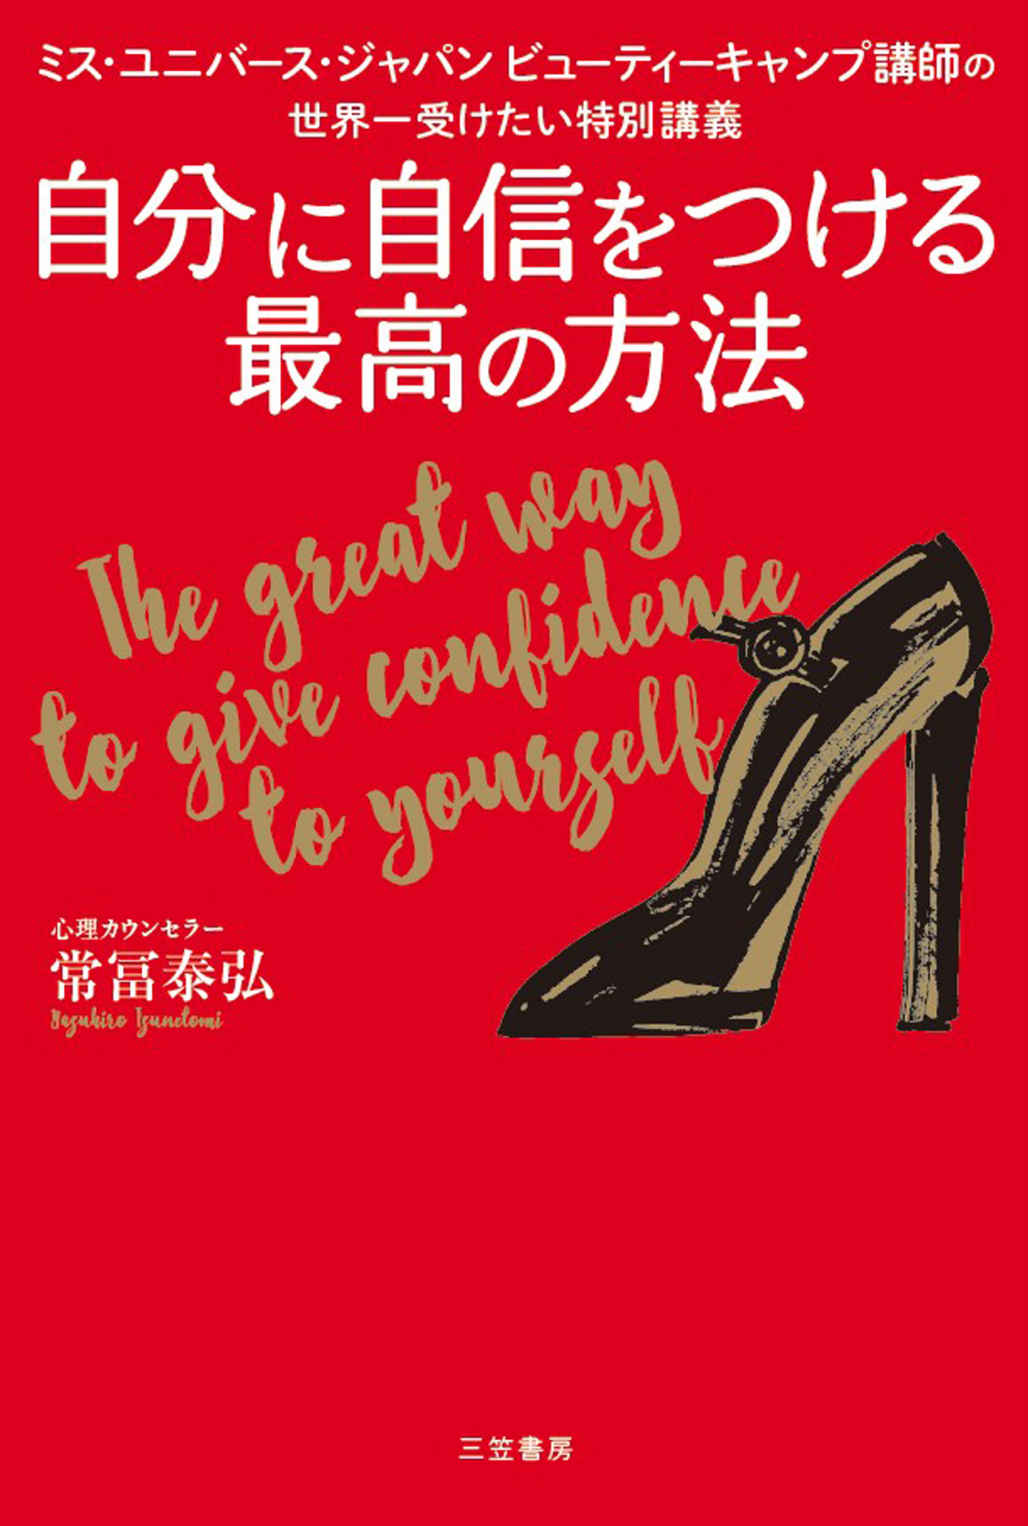 ミス・ユニバース・ジャパン ビューティーキャンプ講師の
世界一受けたい特別講義
自分に自信をつける
最高の方法
The great way
to give confidence
to yourself
心理カウンセラー
常冨泰弘
Yasuhiro Tsunetomi
三笠書房